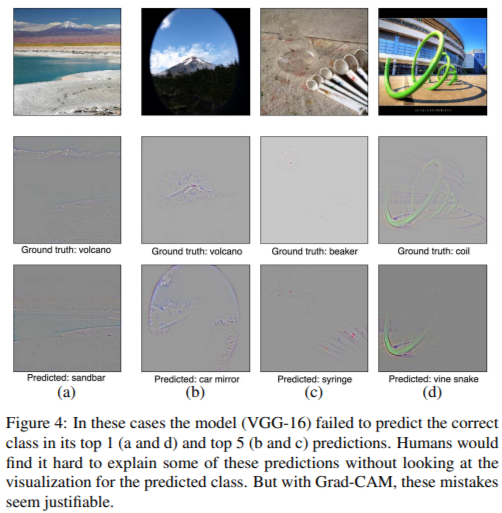 Ground truth: volcano
Ground truth: volcano
Ground truth: beaker
Ground truth: coil
Predicted: sandbar
Predicted: car mirror
Predicted: syringe
Predicted: vine snake
(a)
(b)
(c)
(d)
Figure 4: In these cases the model (VGG-16) failed to predict the correct
class in its top 1 (a and d) and top 5 (b and c) predictions. Humans would
find it hard to explain some of these predictions without looking at the
visualization for the predicted class. But with Grad-CAM, these mistakes
seem justifiable.